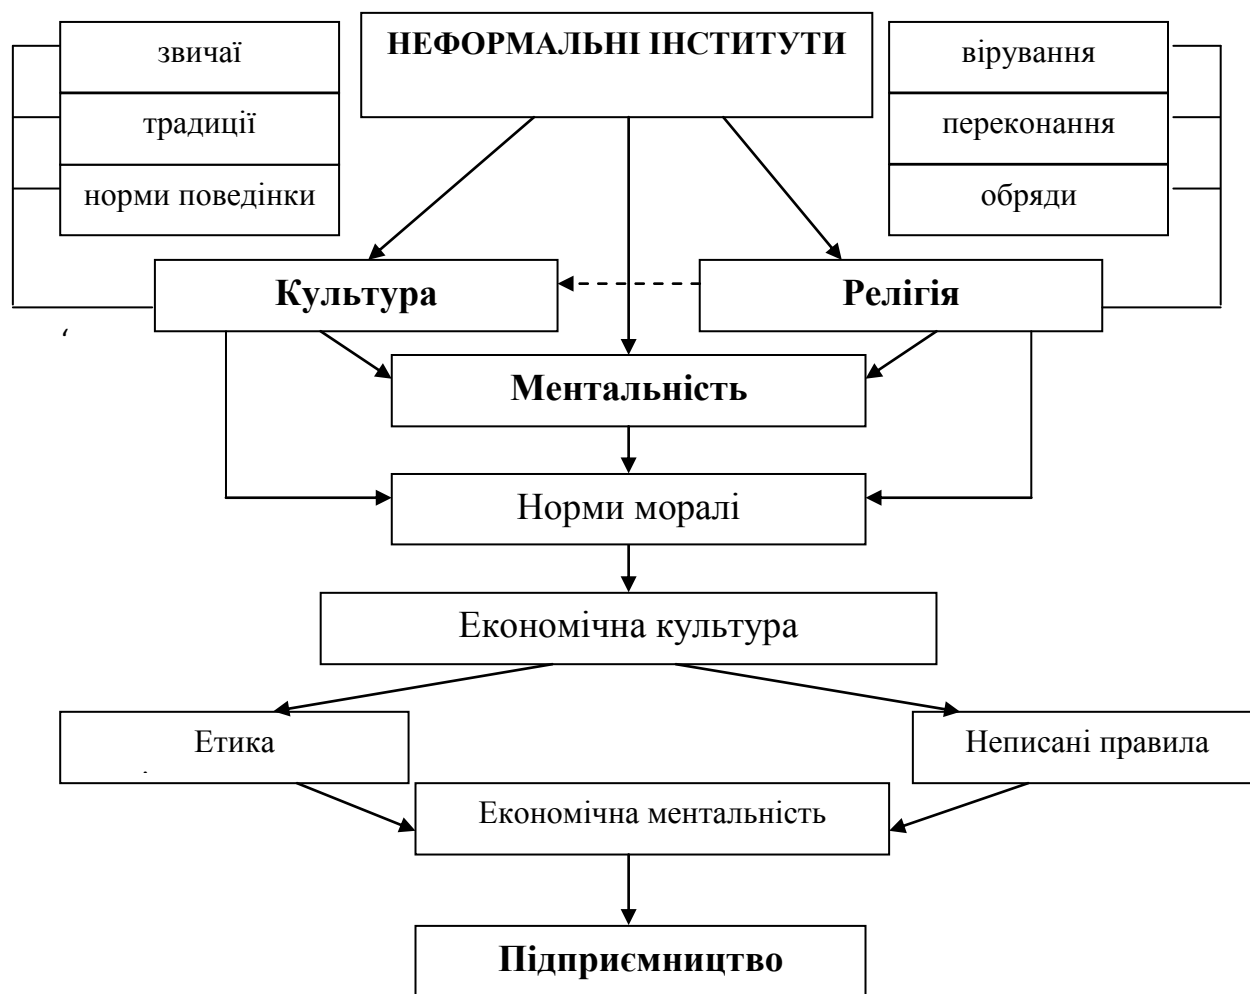 НЕФОРМАЛЬНІ ІНСТИТУТИ
звичаї
традиції
норми поведінки
вірування
переконання
обряди
Культура
Релігія
Ментальність
Норми моралі
Економічна культура
Етика
Неписані правила
Економічна ментальність
Підприємництво